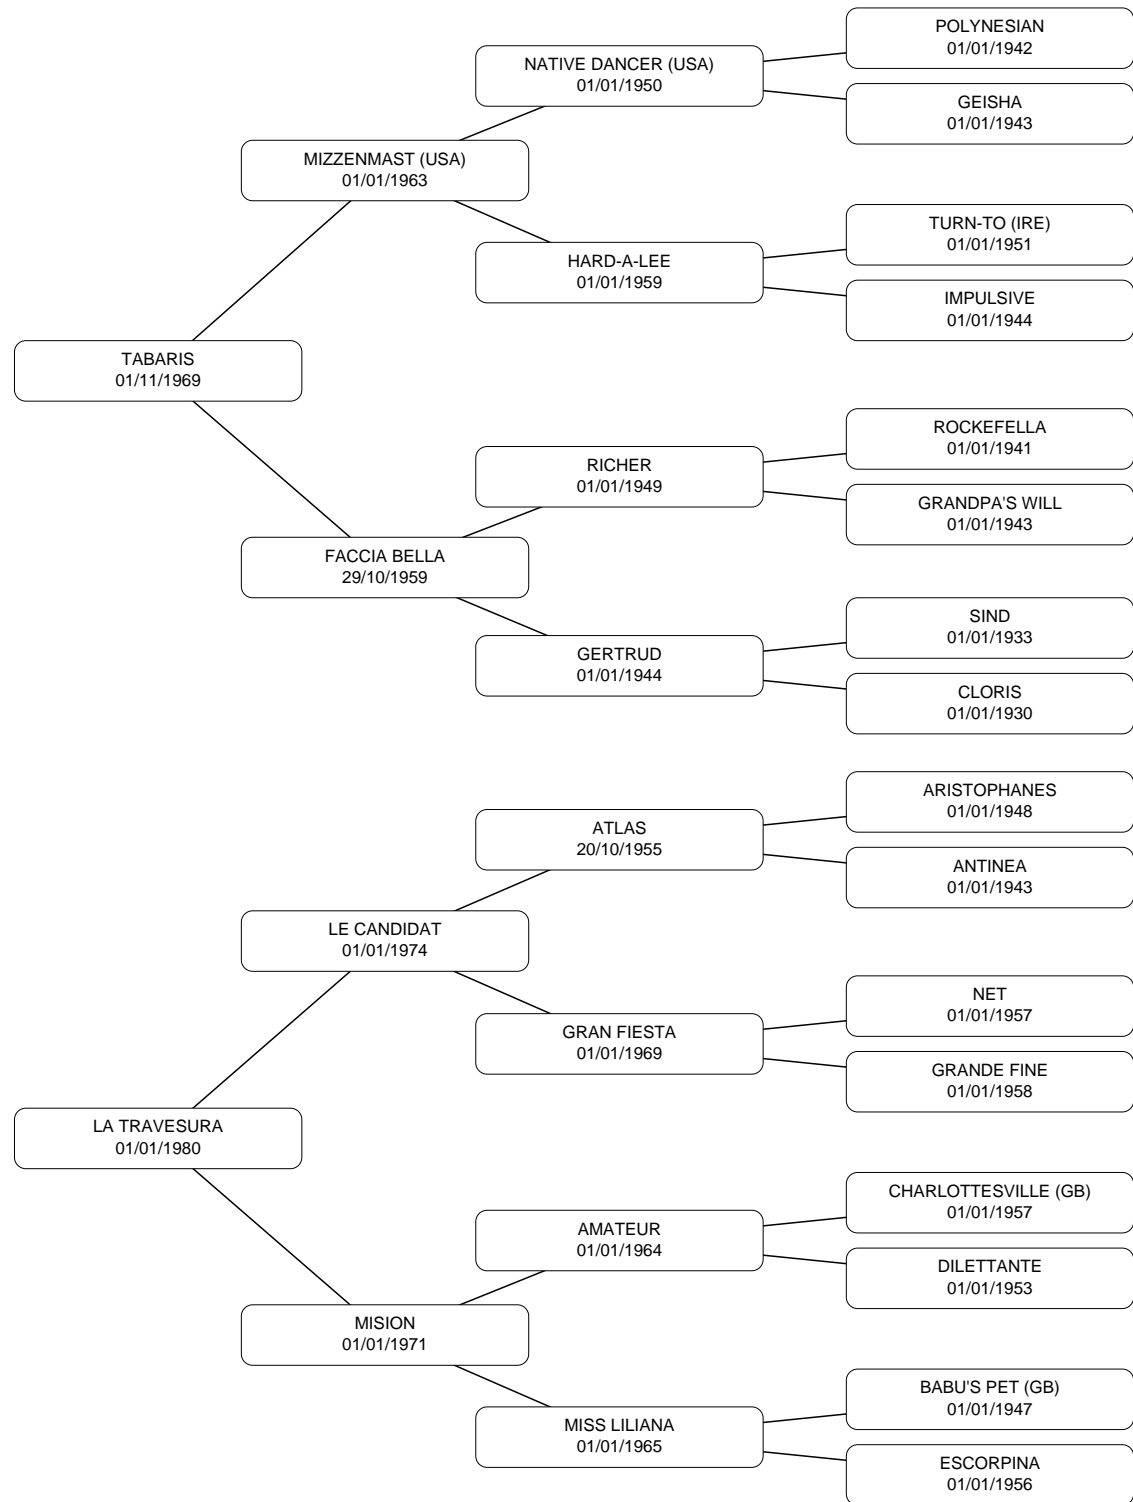 POLYNESIAN
01/01/1942
NATIVE DANCER (USA)
01/01/1950
GEISHA
01/01/1943
MIZZENMAST (USA)
01/01/1963
TURN-TO (IRE)
01/01/1951
HARD-A-LEE
01/01/1959
IMPULSIVE
01/01/1944
TABARIS
01/11/1969
ROCKEFELLA
01/01/1941
RICHER
01/01/1949
GRANDPA'S WILL
01/01/1943
FACCIA BELLA
29/10/1959
SIND
01/01/1933
GERTRUD
01/01/1944
CLORIS
01/01/1930
ARISTOPHANES
01/01/1948
ATLAS
20/10/1955
ANTINEA
01/01/1943
LE CANDIDAT
01/01/1974
NET
01/01/1957
GRAN FIESTA
01/01/1969
GRANDE FINE
01/01/1958
LA TRAVESURA
01/01/1980
CHARLOTTESVILLE (GB)
01/01/1957
AMATEUR
01/01/1964
DILETTANTE
01/01/1953
MISION
01/01/1971
BABU'S PET (GB)
01/01/1947
MISS LILIANA
01/01/1965
ESCORPINA
01/01/1956